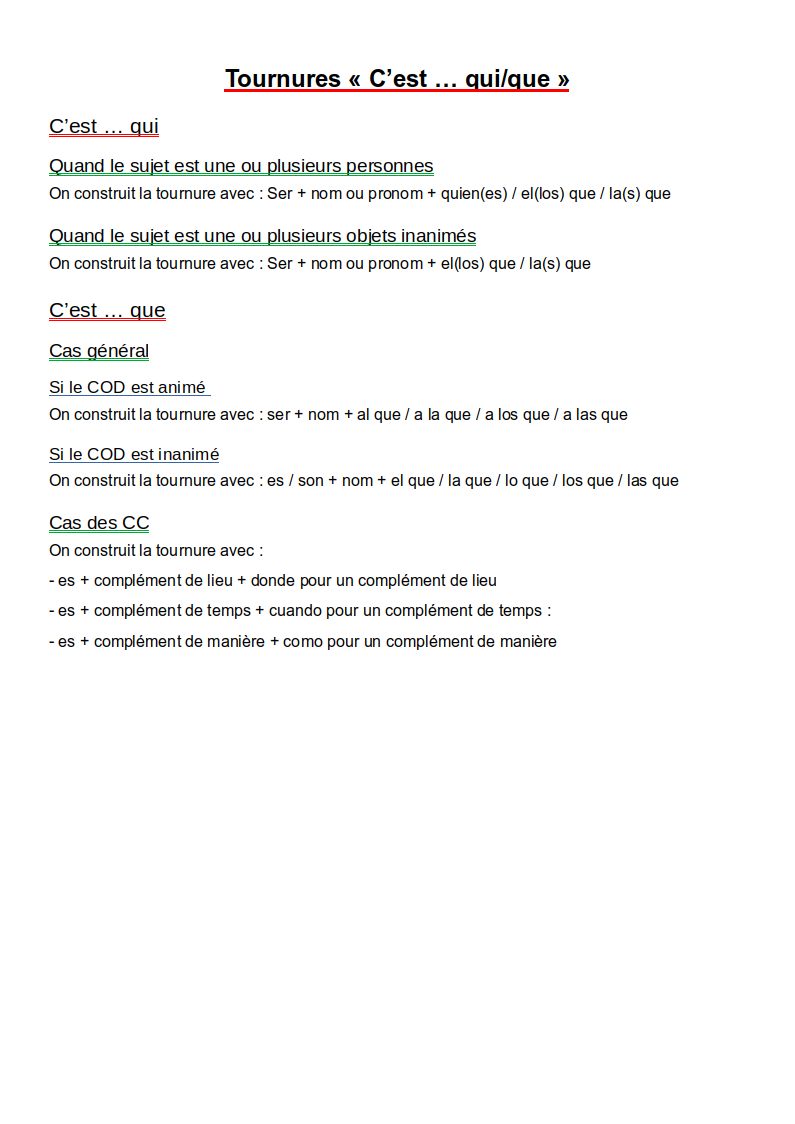 Tournures « C’est … qui/que »
C’est … qui
Quand le sujet est une ou plusieurs personnes
On construit la tournure avec : Ser + nom ou pronom + quien(es) / el(los) que / la(s) que
Quand le sujet est une ou plusieurs objets inanimés
On construit la tournure avec : Ser + nom ou pronom + el(los) que / la(s) que
C’est … que
Cas général
Si le COD est animé
On construit la tournure avec : ser + nom + al que / a la que / a los que / a las que
Si le COD est inanimé
On construit la tournure avec : es / son + nom + el que / la que / lo que / los que / las que
Cas des CC
On construit la tournure avec :
- es + complément de lieu + donde pour un complément de lieu
- es + complément de temps + cuando pour un complément de temps :
- es + complément de manière + como pour un complément de manière